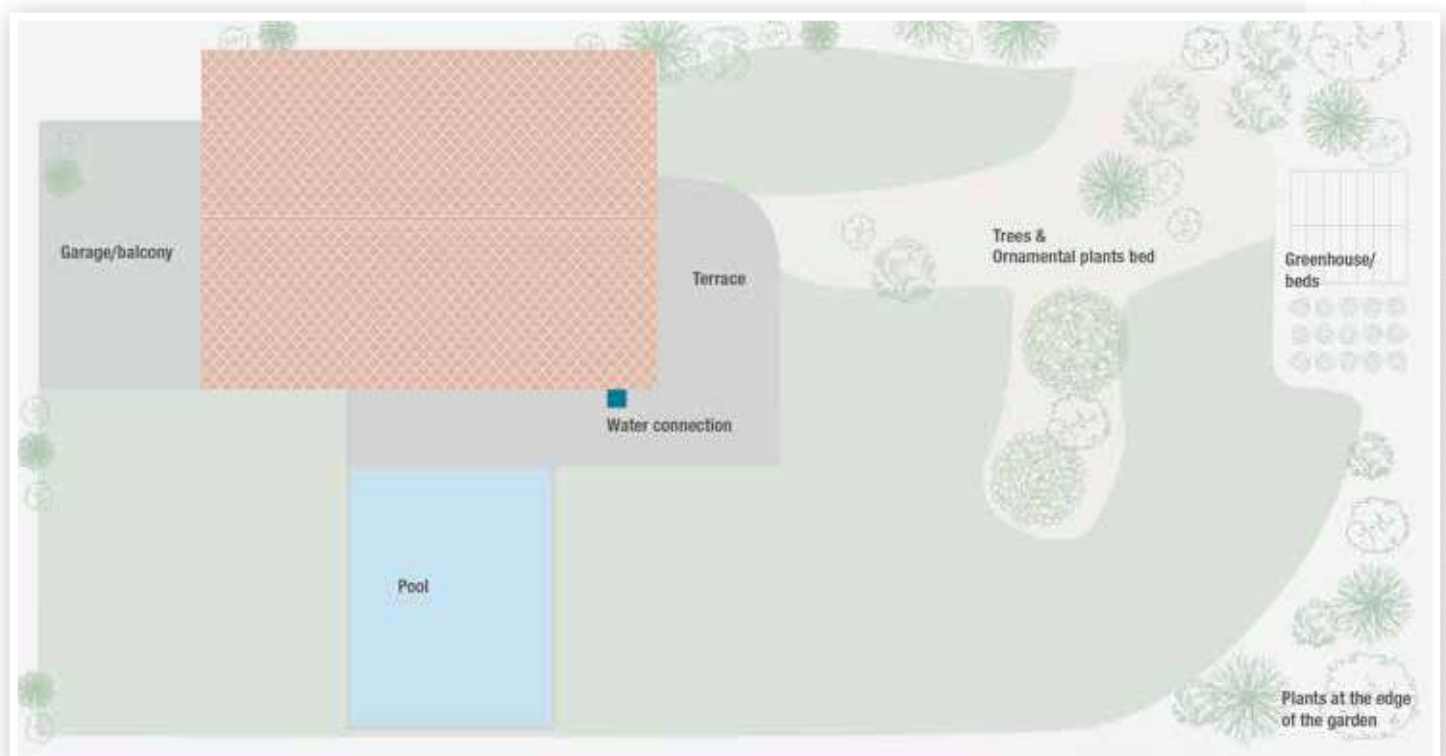 Garage/balcony
Terrace
Trees &
Ornamental plants bed
Greenhouse/
beds
Water connection
Pool
Plants at the edge
of the garden